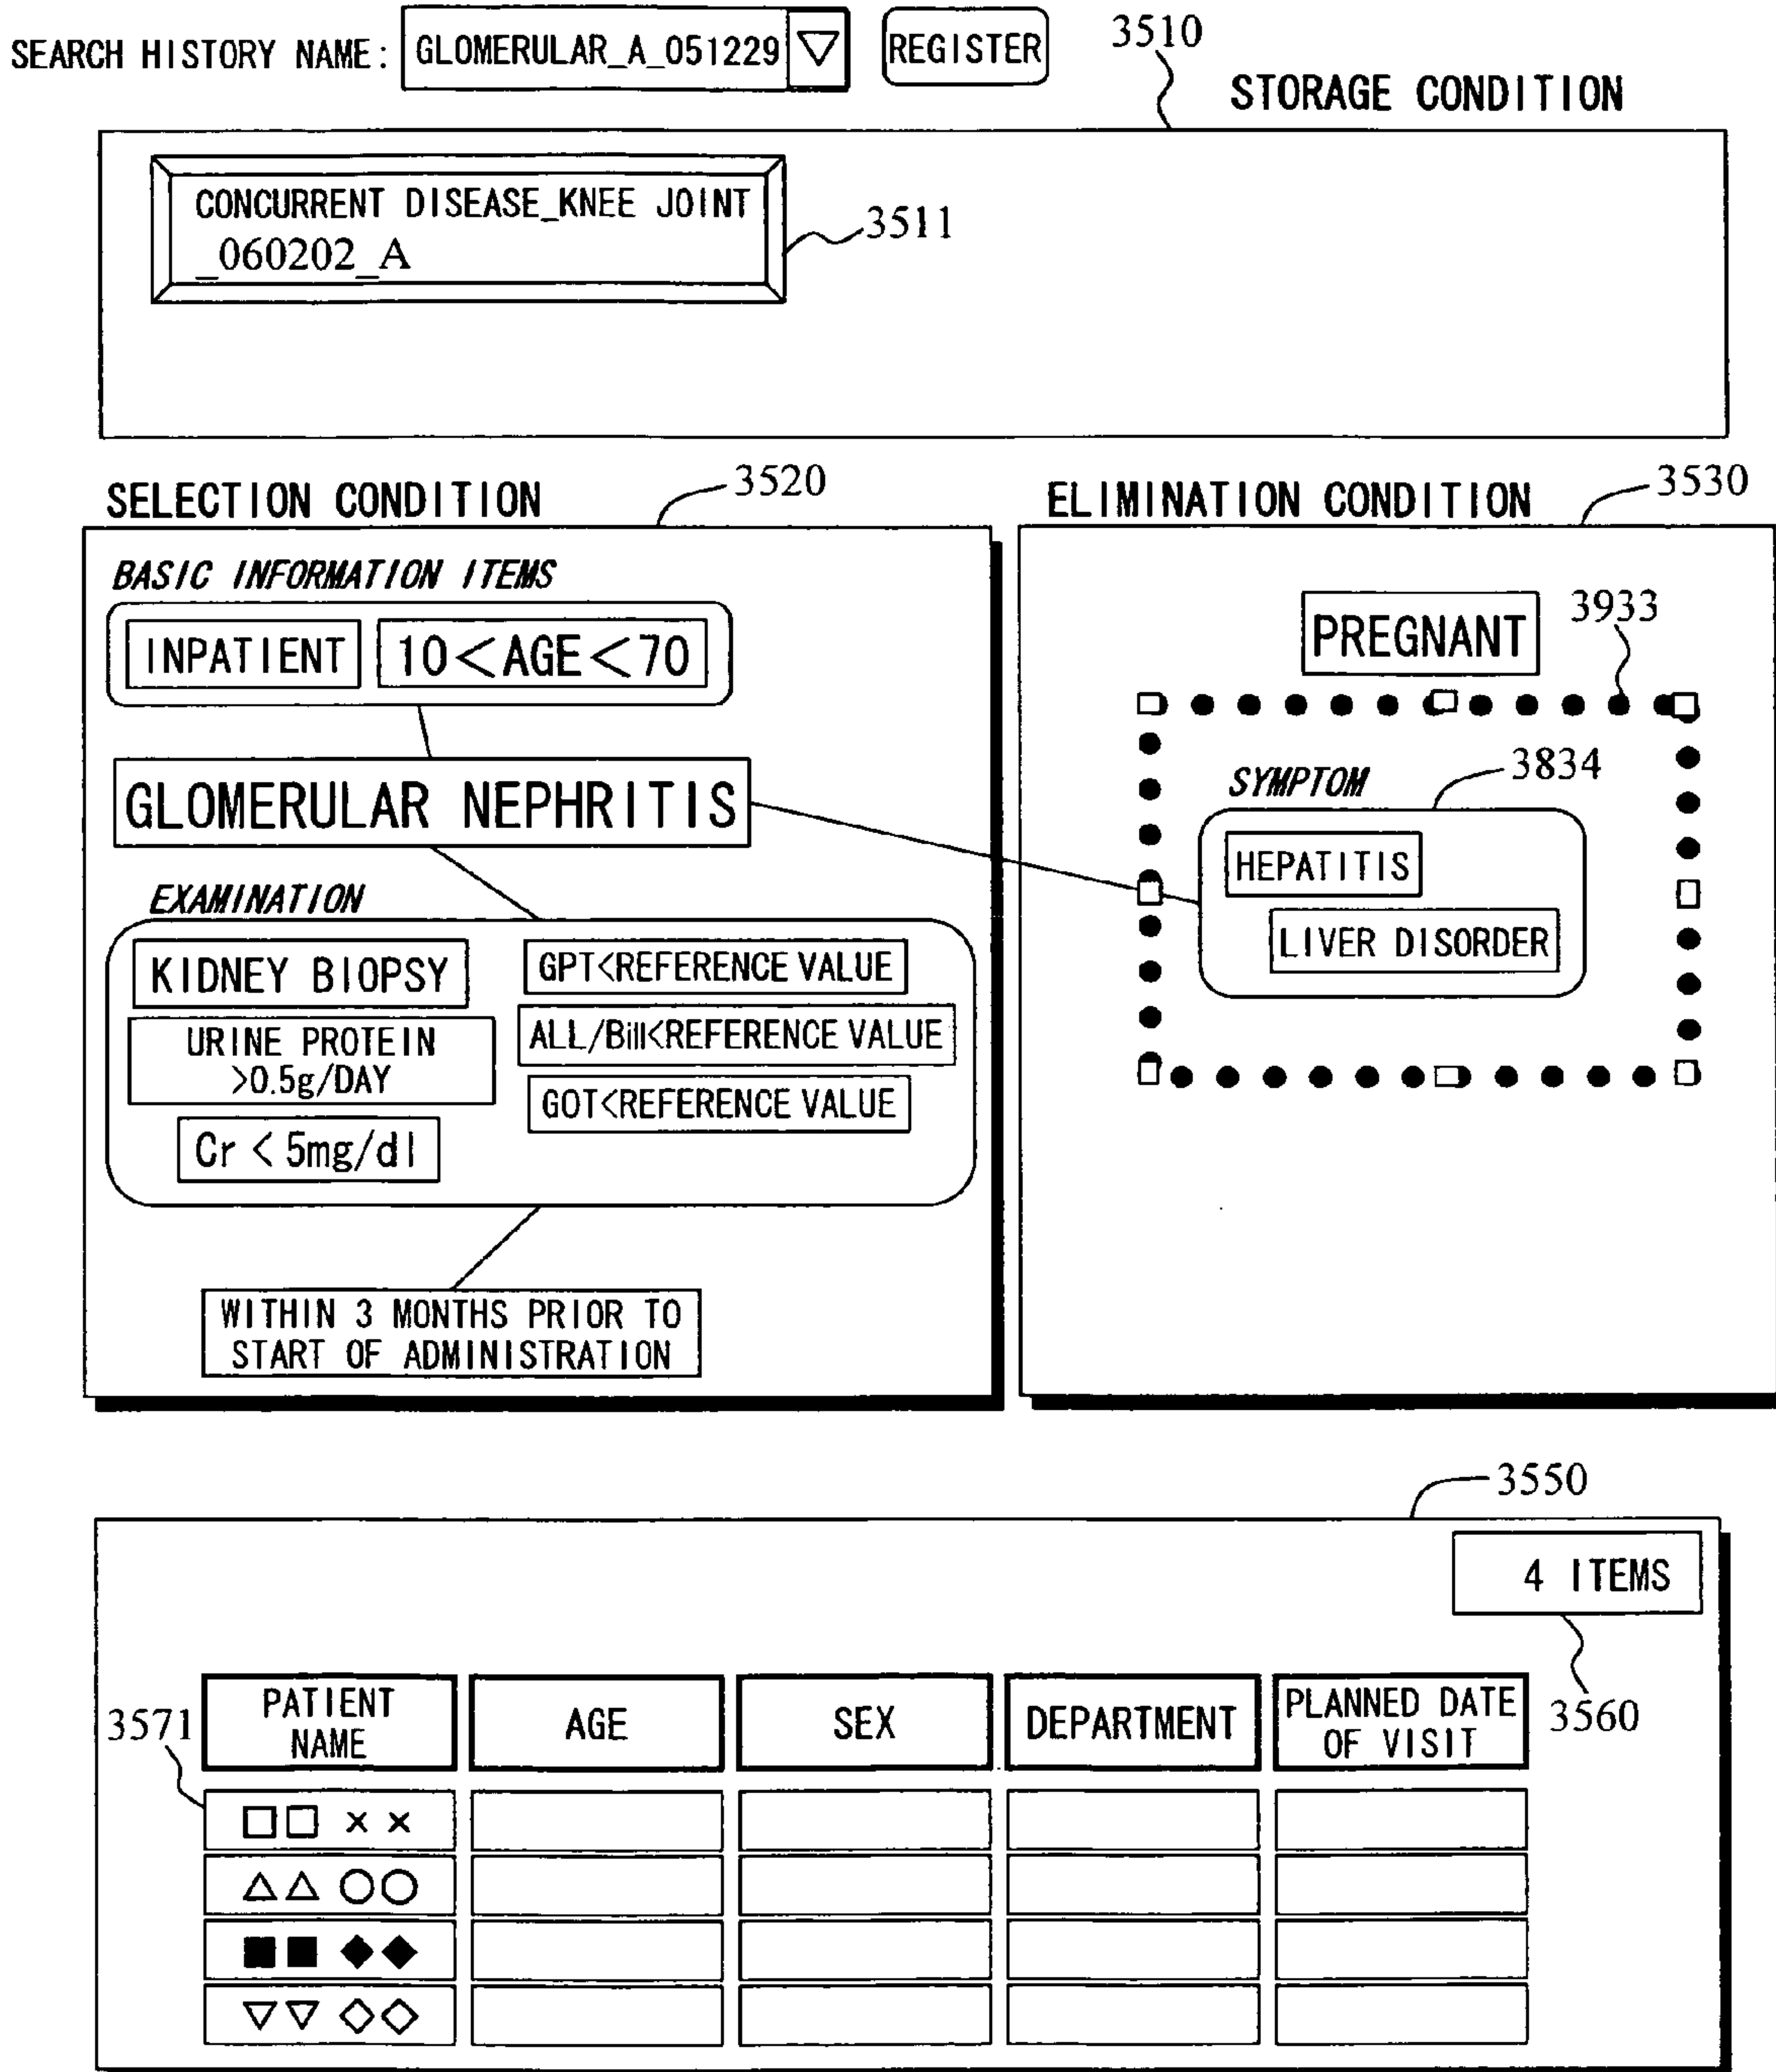 SEARCH HISTORY NAME: GLOMERULAR_A_051229 REGISTER
3510
STORAGE CONDITION
CONCURRENT DISEASE_KNEE JOINT
_060202_A
3511
SELECTION CONDITION
3520
ELIMINATION CONDITION
3530
BASIC INFORMATION ITEMS
INPATIENT
10<AGE<70
GLOMERULAR NEPHRITIS
EXAMINATION
KIDNEY BIOPSY
URINE PROTEIN
>0.5g/DAY
Cr < 5mg/dl
GPT<REFERENCE VALUE
ALL/Bill<REFERENCE VALUE
GOT<REFERENCE VALUE
WITHIN 3 MONTHS PRIOR TO
START OF ADMINISTRATION
PREGNANT
3933
SYMPTOM
3834
HEPATITIS
LIVER DISORDER
3550
4 ITEMS
3560
3571
PATIENT
NAME
AGE
SEX
DEPARTMENT
PLANNED DATE
OF VISIT
□□ ××
△△ ○○
■■ ◆◆
▽▽ ◇◇